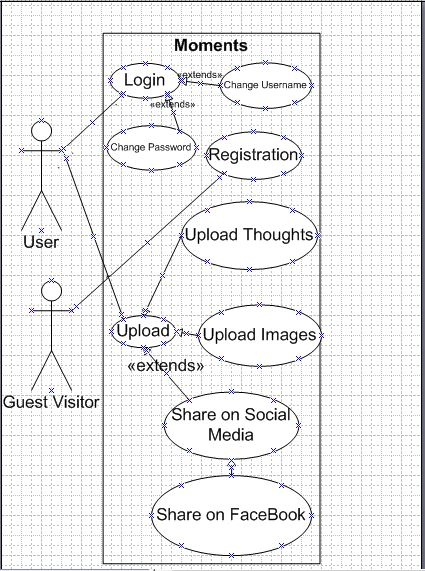 Moments
Login
«extends»
Change Username
«extends»
Change Password
Registration
User
Upload Thoughts
Guest Visitor
Upload
Upload Images
«extends»
Share on Social
Media
Share on FaceBook